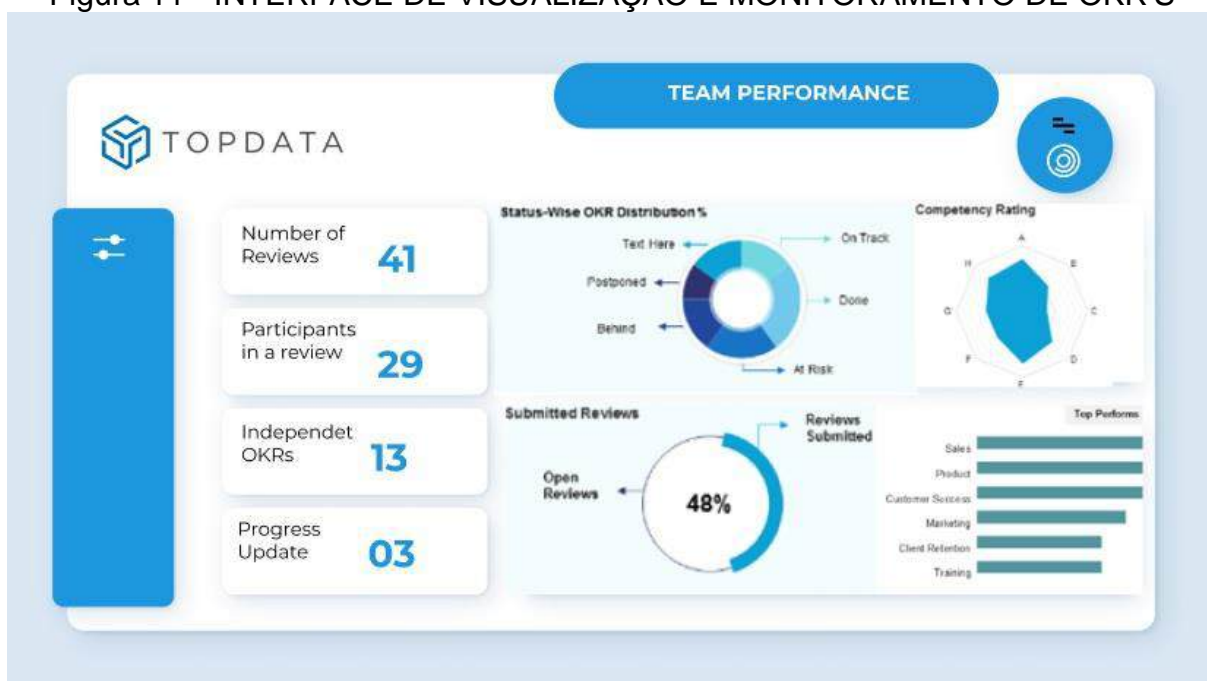 Figura 11 - INTERFACE DE VISUALIZAÇÃO E MONITORAMENTO DE OKR'S
TEAM PERFORMANCE
TOPDATA
Number of
Reviews
41
Participants
in a review
29
Independet
OKRs
13
Progress
Update
03
Status-Wise OKR Distribution %
Text Here
On Track
Postponed
Done
Behind
At Risk
Competency Rating
A
H
B
G
C
F
D
E
Submitted Reviews
Reviews
Submitted
Open
Reviews
48%
Top Performs
Sales
Product
Customer Success
Marketing
Client Retention
Training